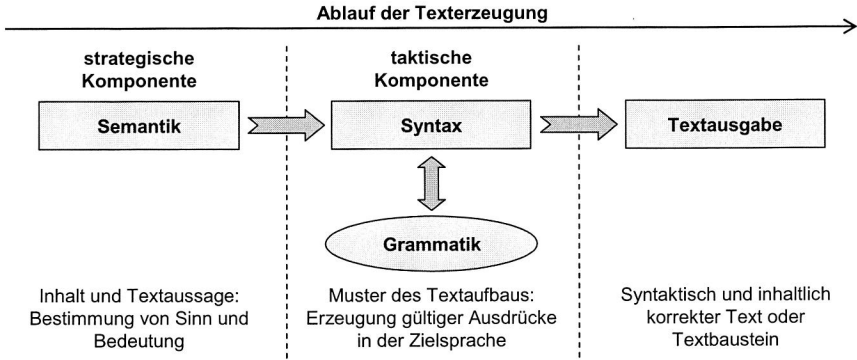 Ablauf der Texterzeugung
strategische
Komponente
Semantik
Inhalt und Textaussage:
Bestimmung von Sinn und
Bedeutung
taktische
Komponente
Syntax
Grammatik
Muster des Textaufbaus:
Erzeugung gültiger Ausdrücke
in der Zielsprache
Textausgabe
Syntaktisch und inhaltlich
korrekter Text oder
Textbaustein